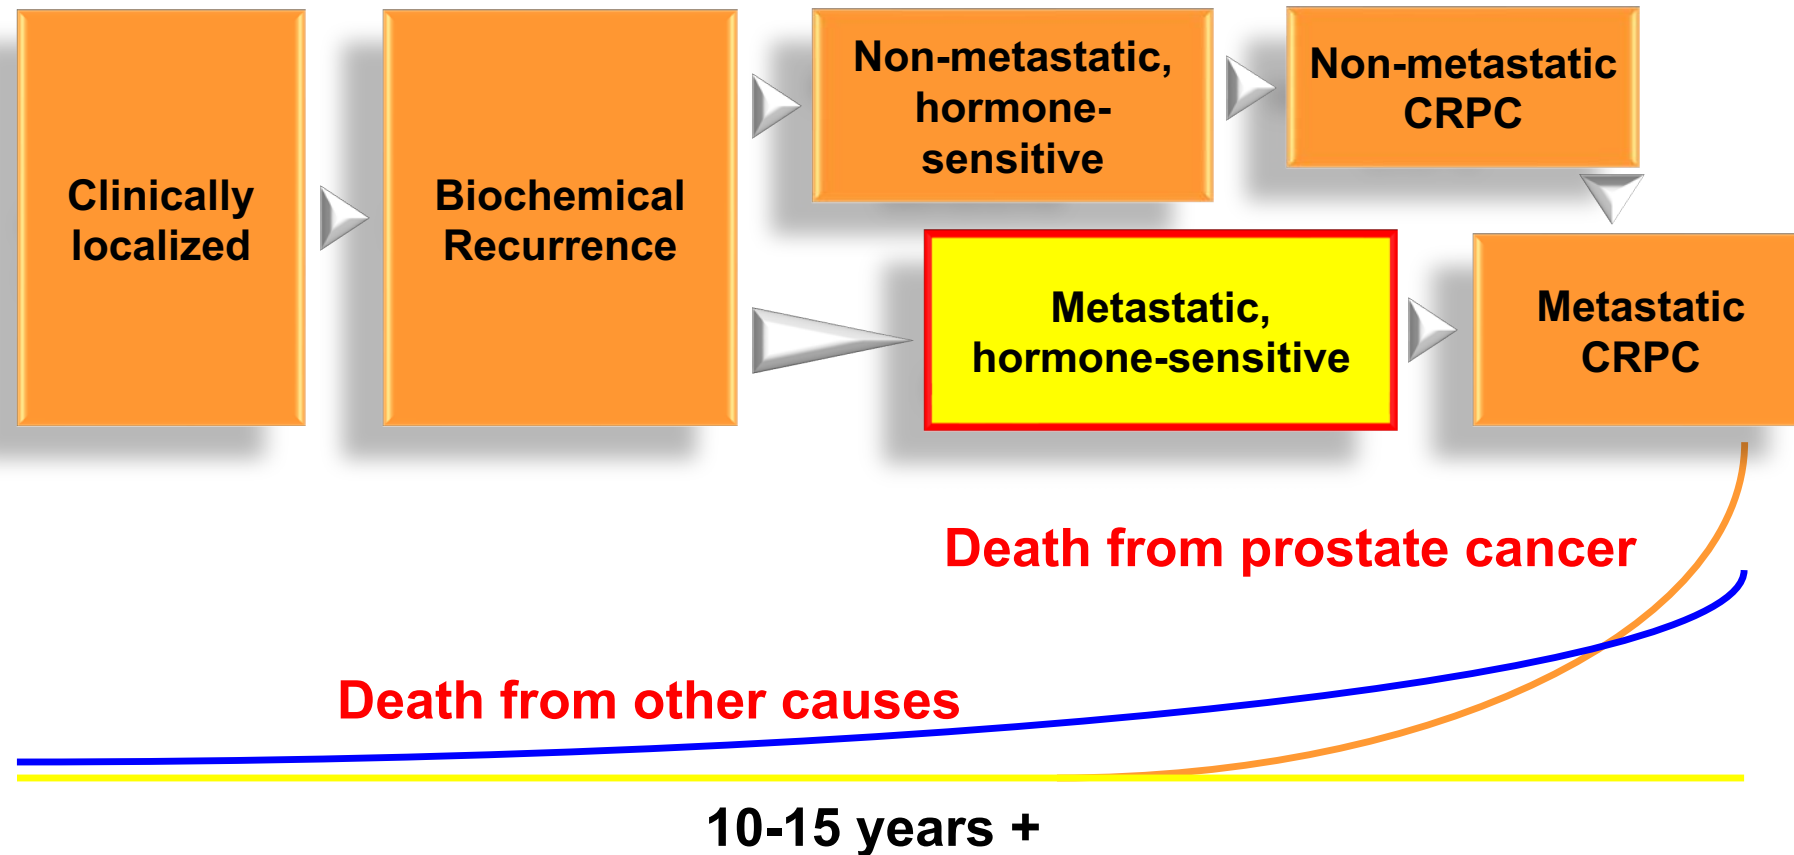 Clinically
localized
Biochemical
Recurrence
Non-metastatic,
hormone-
sensitive
Non-metastatic
CRPC
Metastatic,
hormone-sensitive
Metastatic
CRPC
Death from prostate cancer
Death from other causes
10-15 years +